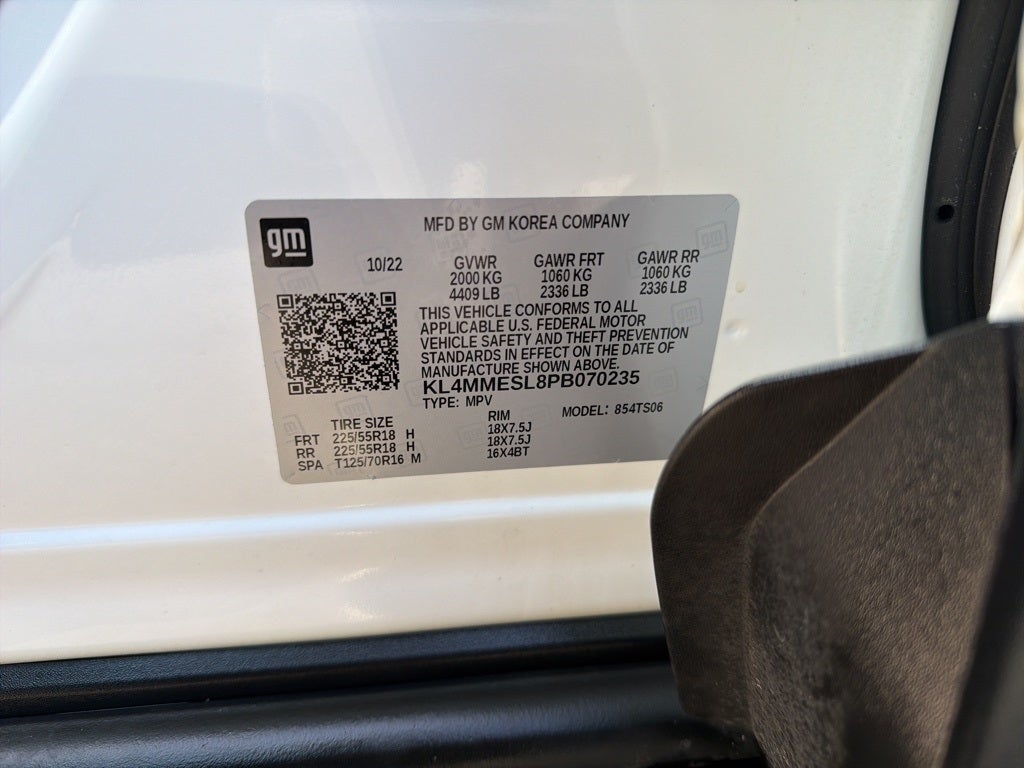 gm
MFD BY GM KOREA COMPANY
10/22 GVWR GAWR FRT GAWR RR
2000 KG 1060 KG 1060 KG
4409 LB 2336 LB 2336 LB
THIS VEHICLE CONFORMS TO ALL
APPLICABLE U.S. FEDERAL MOTOR
VEHICLE SAFETY AND THEFT PREVENTION
STANDARDS IN EFFECT ON THE DATE OF
MANUFACTURE SHOWN ABOVE.
KL4MMESL8PB070235
TYPE: MPV MODEL: 854TS06
TIRE SIZE RIM
FRT 225/55R18 H 18X7.5J
RR 225/55R18 H 18X7.5J
SPA T125/70R16 M 16X4BT